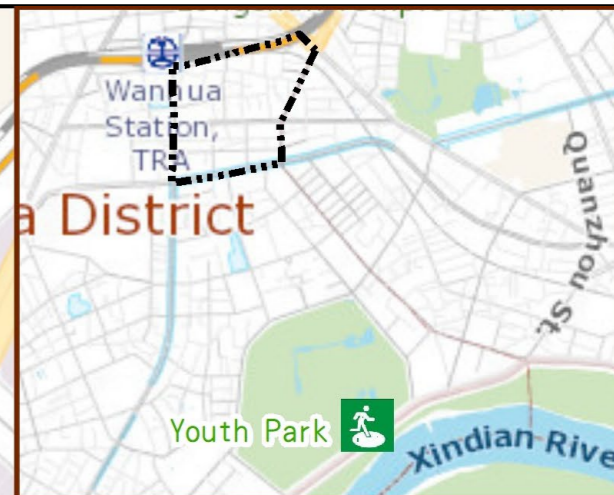 Wanhua
Station,
TRA
a District
Quanzhou St.
Youth Park
Xindian Rive